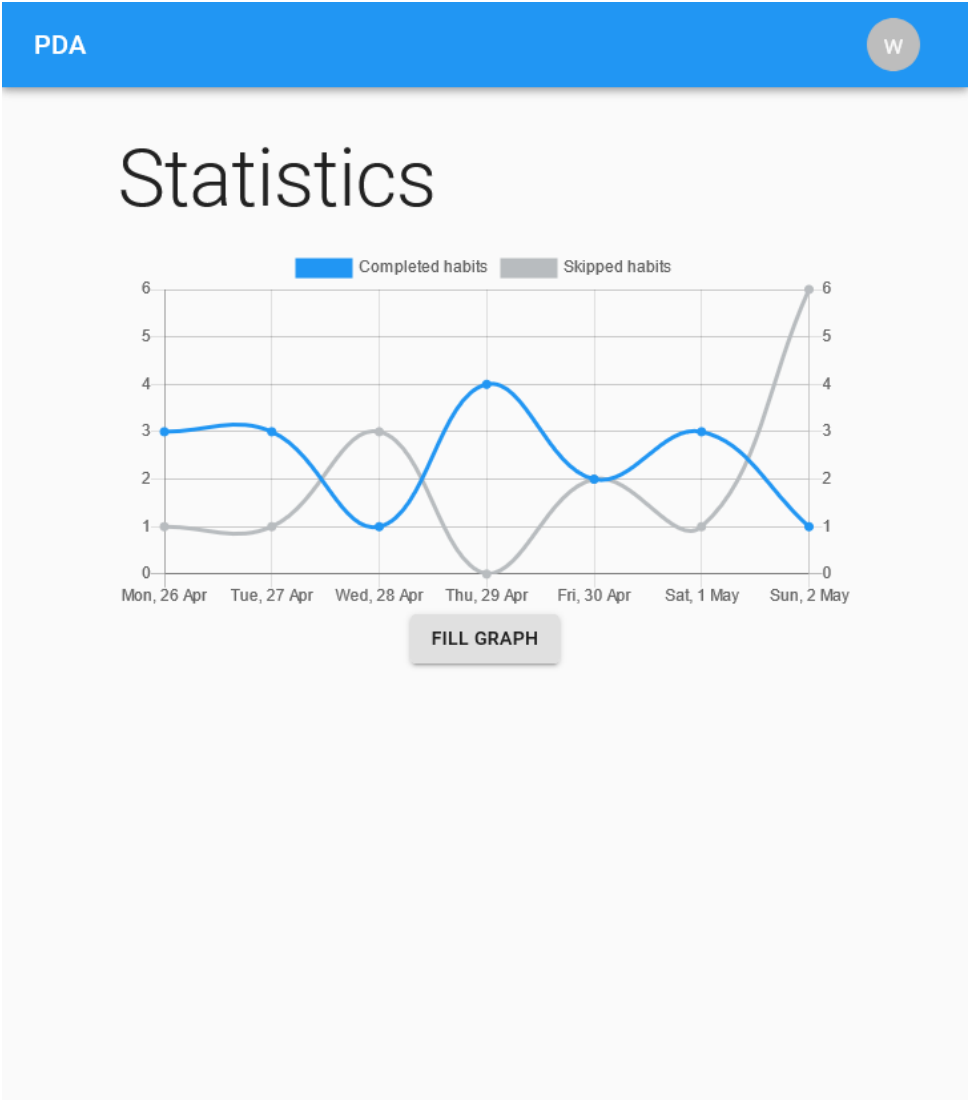 PDA W
Statistics
Completed habits Skipped habits
6 6
5 5
4 4
3 3
2 2
1 1
0 0
Mon, 26 Apr Tue, 27 Apr Wed, 28 Apr Thu, 29 Apr Fri, 30 Apr Sat, 1 May Sun, 2 May
FILL GRAPH